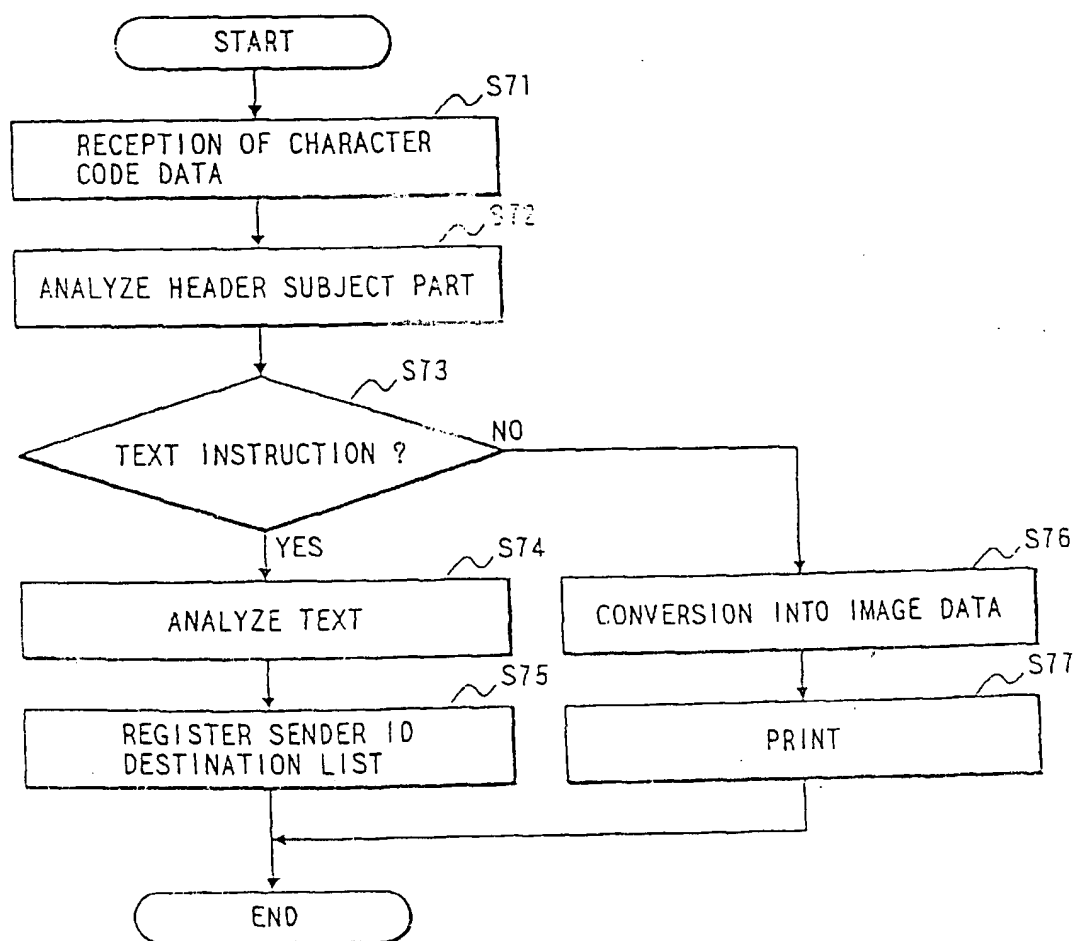 START
S71
RECEPTION OF CHARACTER
CODE DATA
S72
ANALYZE HEADER SUBJECT PART
S73
TEXT INSTRUCTION ?
NO
YES
S74
ANALYZE TEXT
S76
CONVERSION INTO IMAGE DATA
S75
REGISTER SENDER ID
DESTINATION LIST
S77
PRINT
END